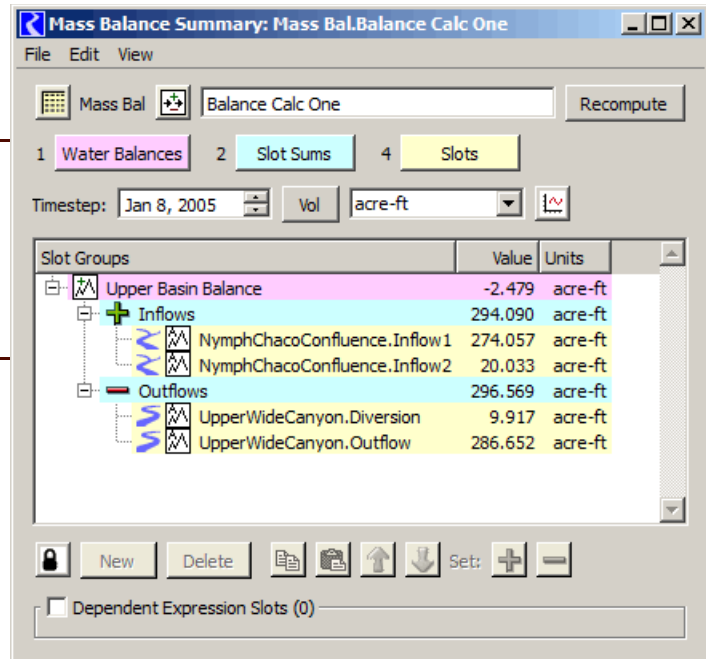 Mass Balance Summary: Mass Bal.Balance Calc One
File Edit View
Mass Bal Balance Calc One Recompute
1 Water Balances 2 Slot Sums 4 Slots
Timestep: Jan 8, 2005 Vol acre-ft
Slot Groups Value Units
Upper Basin Balance -2.479 acre-ft
Inflows 294.090 acre-ft
NymphChacoConfluence.Inflow1 274.057 acre-ft
NymphChacoConfluence.Inflow2 20.033 acre-ft
Outflows 296.569 acre-ft
UpperWideCanyon.Diversion 9.917 acre-ft
UpperWideCanyon.Outflow 286.652 acre-ft
New Delete Set:
Dependent Expression Slots (0)